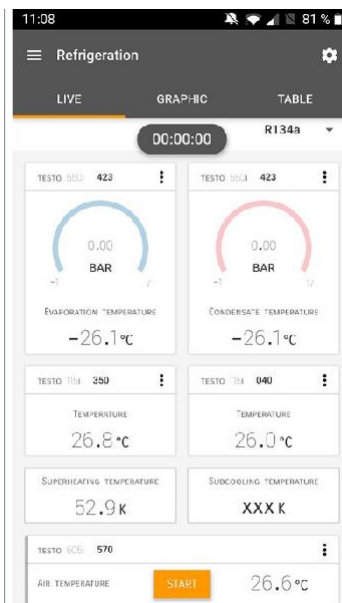 11:08 81 %
Refrigeration
LIVE GRAPHIC TABLE
00:00:00 R134a
TESTO 423 TESTO 423
0.00 0.00
BAR BAR
-1 -1
EVAPORATION TEMPERATURE CONDENSATE TEMPERATURE
-26.1°C -26.1°C
TESTO 350 TESTO 040
TEMPERATURE TEMPERATURE
26.8°C 26.0°C
SUPERHEATING TEMPERATURE SUBCOOLING TEMPERATURE
52.9 K XXX K
TESTO 570
AIR TEMPERATURE START 26.6°C